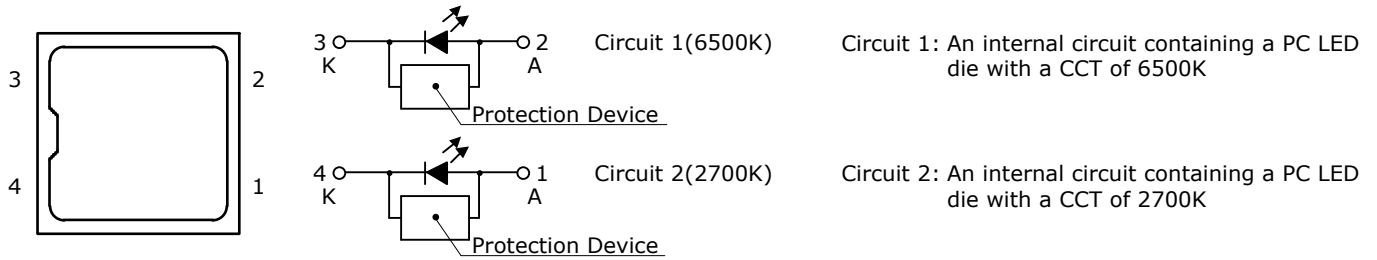 3 2
4 1
3 2 Circuit 1(6500K)
K A
Protection Device
4 1 Circuit 2(2700K)
K A
Protection Device
Circuit 1: An internal circuit containing a PC LED
die with a CCT of 6500K
Circuit 2: An internal circuit containing a PC LED
die with a CCT of 2700K